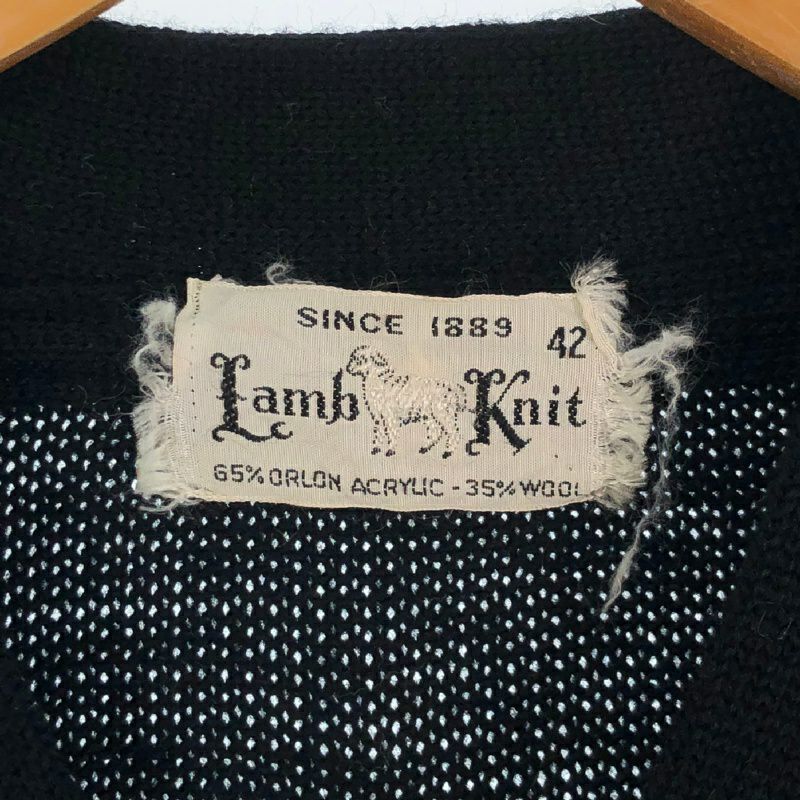 SINCE 1889
42
Lamb Knit
65% ORLON ACRYLIC - 35% WOOL